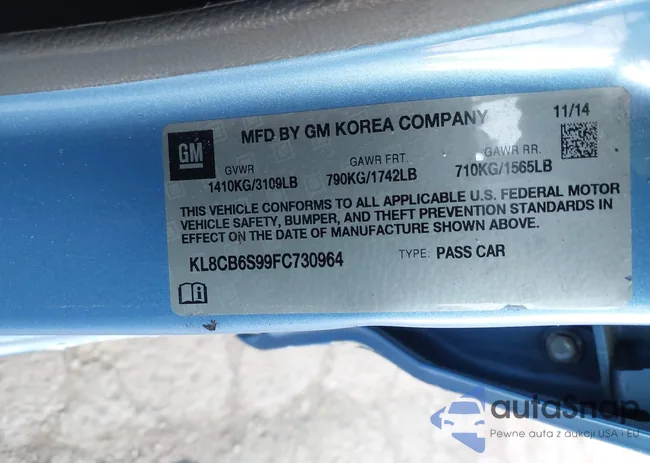 GM
MFD BY GM KOREA COMPANY
11/14
GVWR
GAWR FRT.
GAWR RR.
1410KG/3109LB
790KG/1742LB
710KG/1565LB
THIS VEHICLE CONFORMS TO ALL APPLICABLE U.S. FEDERAL MOTOR
VEHICLE SAFETY, BUMPER, AND THEFT PREVENTION STANDARDS IN
EFFECT ON THE DATE OF MANUFACTURE SHOWN ABOVE.
KL8CB6S99FC730964
TYPE: PASS CAR
autoSnap
Pewne auta z aukcji USA i EU